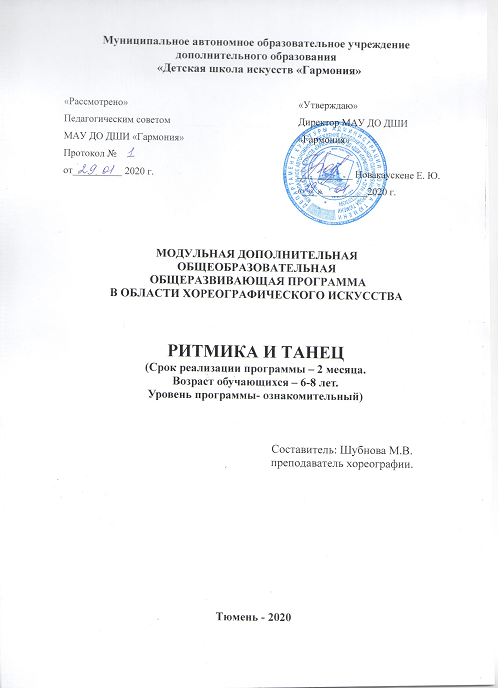 Муниципальное автономное образовательное учреждение
дополнительного образования
«Детская школа искусств «Гармония»
«Рассмотрено»
Педагогическим советом
МАУ ДО ДШИ «Гармония»
Протокол № 1
от 29.01 2020 г.
«Утверждаю»
Директор МАУ ДО ДШИ
«Гармония»
Новакаускене Е. Ю.
2020 г.
МОДУЛЬНАЯ ДОПОЛНИТЕЛЬНАЯ
ОБЩЕОБРАЗОВАТЕЛЬНАЯ
ОБЩЕРАЗВИВАЮЩАЯ ПРОГРАММА
В ОБЛАСТИ ХОРЕОГРАФИЧЕСКОГО ИСКУССТВА
РИТМИКА И ТАНЕЦ
(Срок реализации программы – 2 месяца.
Возраст обучающихся – 6-8 лет.
Уровень программы- ознакомительный)
Составитель: Шубнова М.В.
преподаватель хореографии.
Тюмень - 2020